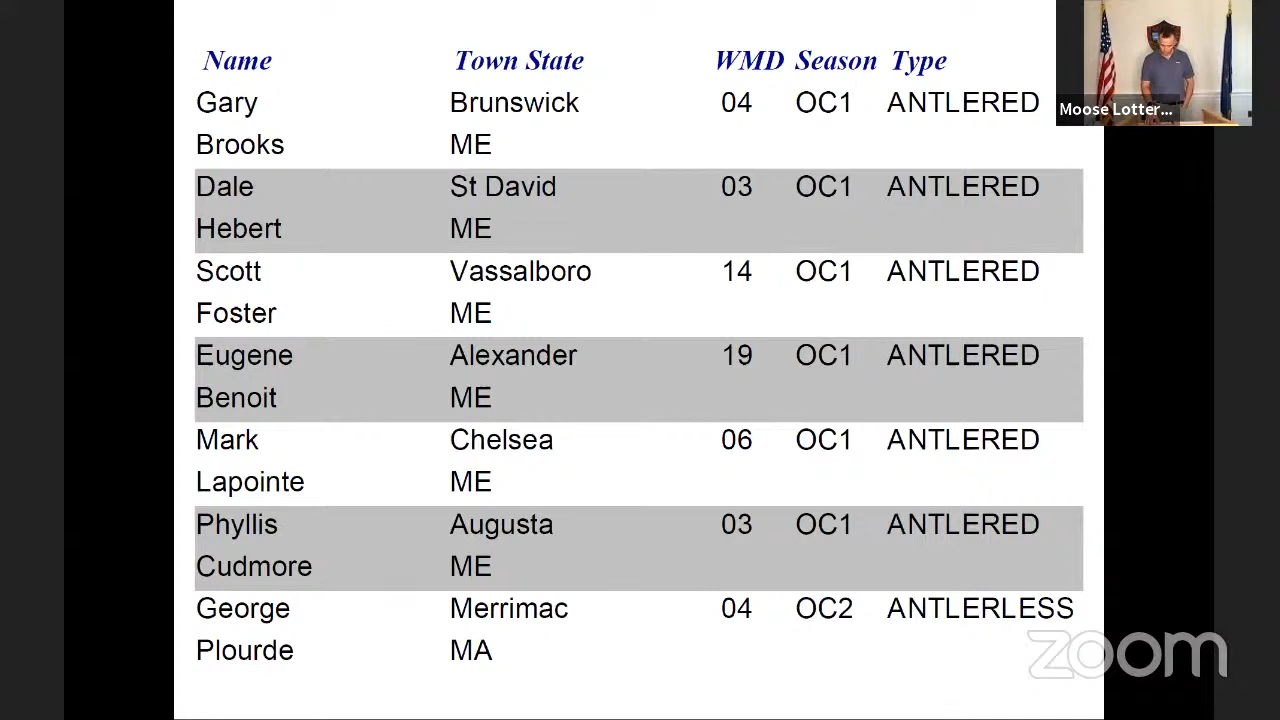 Name Town State WMD Season Type
Gary Brunswick 04 OC1 ANTLERED
Brooks ME
Dale St David 03 OC1 ANTLERED
Hebert ME
Scott Vassalboro 14 OC1 ANTLERED
Foster ME
Eugene Alexander 19 OC1 ANTLERED
Benoit ME
Mark Chelsea 06 OC1 ANTLERED
Lapointe ME
Phyllis Augusta 03 OC1 ANTLERED
Cudmore ME
George Merrimac 04 OC2 ANTLERLESS
Plourde MA
Moose Lotter...
zoom